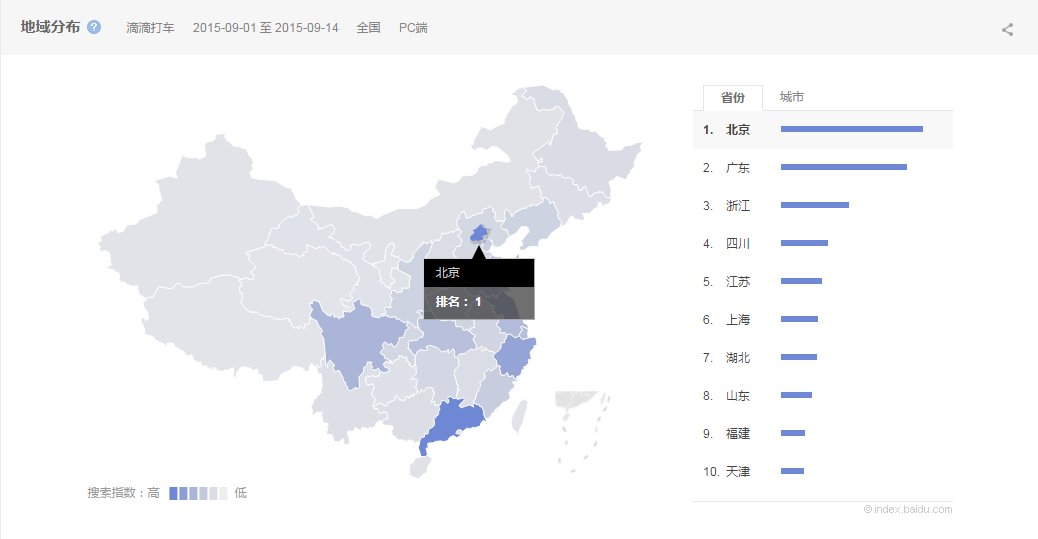 地域分布 ? 滴滴打车 2015-09-01 至 2015-09-14 全国 PC端
省份 城市
1. 北京
2. 广东
3. 浙江
4. 四川
5. 江苏
6. 上海
7. 湖北
8. 山东
9. 福建
10. 天津
北京
排名： 1
搜索指数：高 低
© index.baidu.com